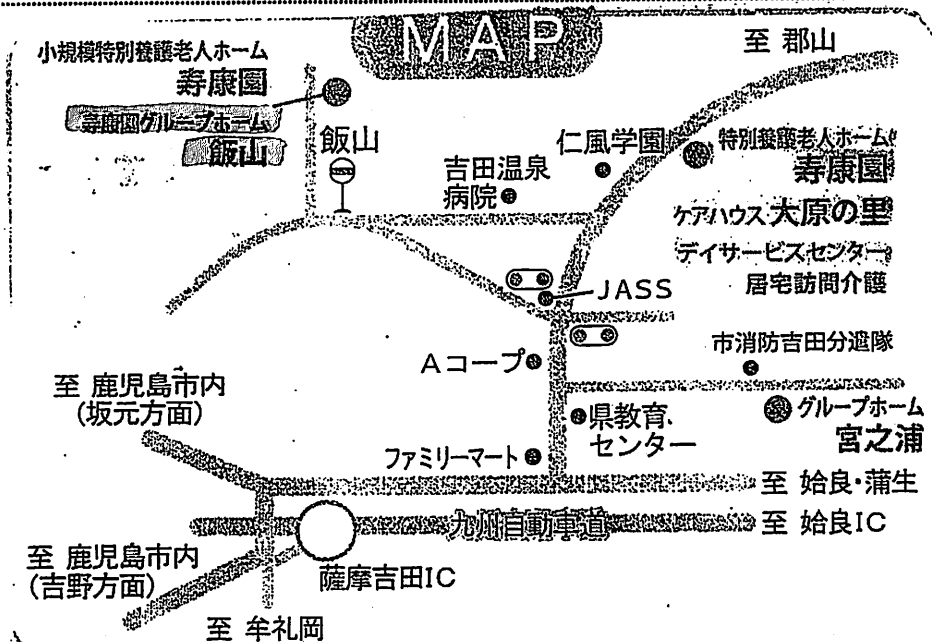 MAP
小規模特別養護老人ホーム
寿康園
寿康園グループホーム
飯山
飯山
至 郡山
仁風学園
吉田温泉
病院
特別養護老人ホーム
寿康園
ケアハウス 大原の里
デイサービスセンター
居宅訪問介護
JASS
市消防吉田分遣隊
Aコープ
至 鹿児島市内
(坂元方面)
県教育
センター
グループホーム
宮之浦
ファミリーマート
至 姶良・蒲生
九州自動車道
至 姶良IC
至 鹿児島市内
(吉野方面)
薩摩吉田IC
至 牟礼岡